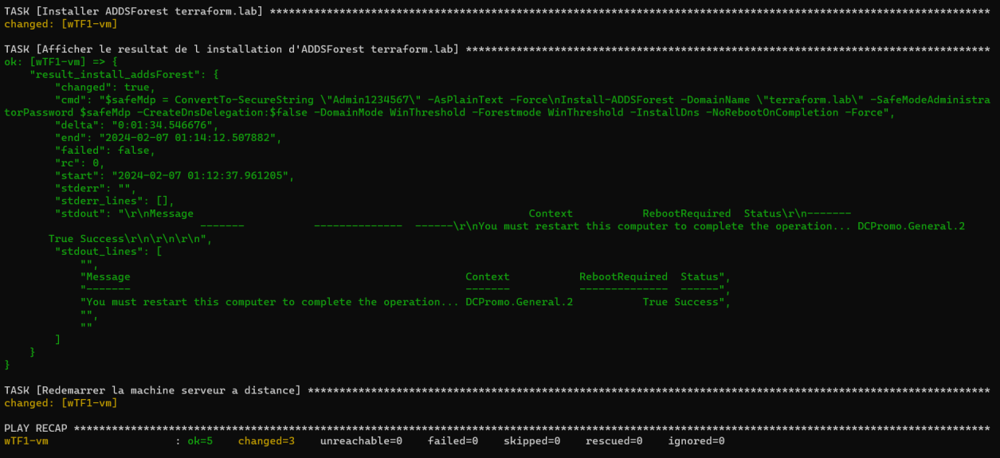 TASK [Installer ADDSForest terraform.lab] ******************************************************************************************************************
changed: [wTF1-vm]
TASK [Afficher le resultat de l installation d'ADDSForest terraform.lab] ***********************************************************************************
ok: [wTF1-vm] => {
"result_install_addsForest": {
"changed": true,
"cmd": "$safeMdp = ConvertTo-SecureString \"Admin1234567\" -AsPlainText -Force\nInstall-ADDSForest -DomainName \"terraform.lab\" -SafeModeAdministra
torPassword $safeMdp -CreateDnsDelegation:$false -DomainMode WinThreshold -Forestmode WinThreshold -InstallDns -NoRebootOnCompletion -Force",
"delta": "0:01:34.546676",
"end": "2024-02-07 01:14:12.507882",
"failed": false,
"rc": 0,
"start": "2024-02-07 01:12:37.961205",
"stderr": "",
"stderr_lines": [],
"stdout": "\r\nMessage Context RebootRequired Status\r\n-------
------- -------------- ------\r\nYou must restart this computer to complete the operation... DCPromo.General.2
True Success\r\n\r\n\r\n",
"stdout_lines": [
"",
"Message Context RebootRequired Status",
"------- ------- -------------- ------",
"You must restart this computer to complete the operation... DCPromo.General.2 True Success",
"",
""
]
}
}
TASK [Redemarrer la machine serveur a distance] ************************************************************************************************************
changed: [wTF1-vm]
PLAY RECAP *************************************************************************************************************************************************
wTF1-vm : ok=5 changed=3 unreachable=0 failed=0 skipped=0 rescued=0 ignored=0